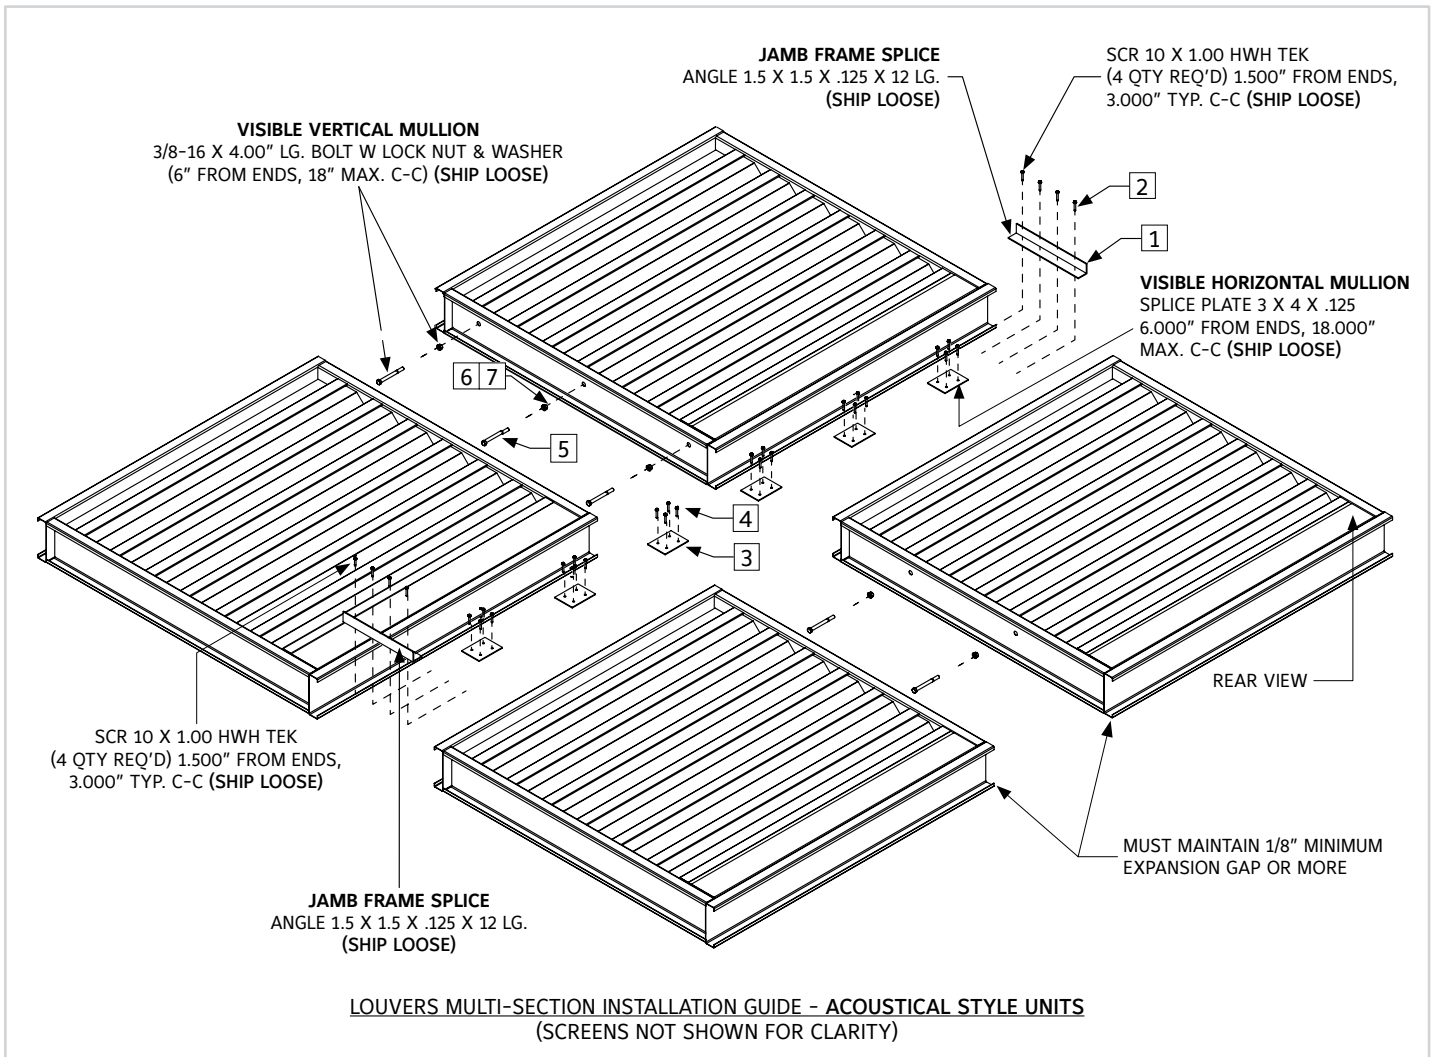 JAMB FRAME SPLICE
ANGLE 1.5 X 1.5 X .125 X 12 LG.
(SHIP LOOSE)
SCR 10 X 1.00 HWH TEK
(4 QTY REQ'D) 1.500" FROM ENDS,
3.000" TYP. C-C (SHIP LOOSE)
VISIBLE VERTICAL MULLION
3/8-16 X 4.00" LG. BOLT W LOCK NUT & WASHER
(6" FROM ENDS, 18" MAX. C-C) (SHIP LOOSE)
2
1
VISIBLE HORIZONTAL MULLION
SPLICE PLATE 3 X 4 X .125
6.000" FROM ENDS, 18.000"
MAX. C-C (SHIP LOOSE)
6 7
5
4
3
REAR VIEW
SCR 10 X 1.00 HWH TEK
(4 QTY REQ'D) 1.500" FROM ENDS,
3.000" TYP. C-C (SHIP LOOSE)
MUST MAINTAIN 1/8" MINIMUM
EXPANSION GAP OR MORE
JAMB FRAME SPLICE
ANGLE 1.5 X 1.5 X .125 X 12 LG.
(SHIP LOOSE)
LOUVERS MULTI-SECTION INSTALLATION GUIDE - ACOUSTICAL STYLE UNITS
(SCREENS NOT SHOWN FOR CLARITY)